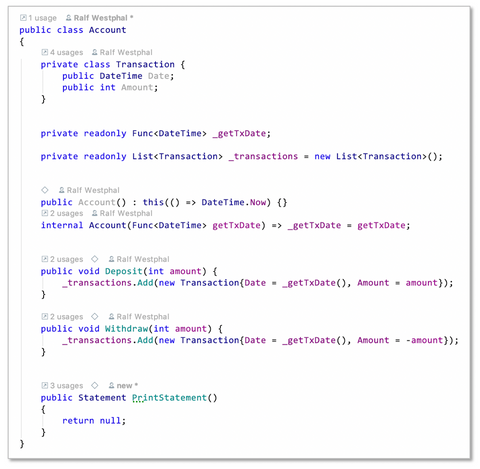 1 usage Ralf Westphal *
public class Account
{
4 usages Ralf Westphal
private class Transaction {
public DateTime Date;
public int Amount;
}
private readonly Func<DateTime> _getTxDate;
private readonly List<Transaction> _transactions = new List<Transaction>();
Ralf Westphal
public Account() : this(() => DateTime.Now) {}
2 usages Ralf Westphal
internal Account(Func<DateTime> getTxDate) => _getTxDate = getTxDate;
2 usages Ralf Westphal
public void Deposit(int amount) {
_transactions.Add(new Transaction{Date = _getTxDate(), Amount = amount});
}
2 usages Ralf Westphal
public void Withdraw(int amount) {
_transactions.Add(new Transaction{Date = _getTxDate(), Amount = -amount});
}
3 usages new *
public Statement PrintStatement()
{
return null;
}
}